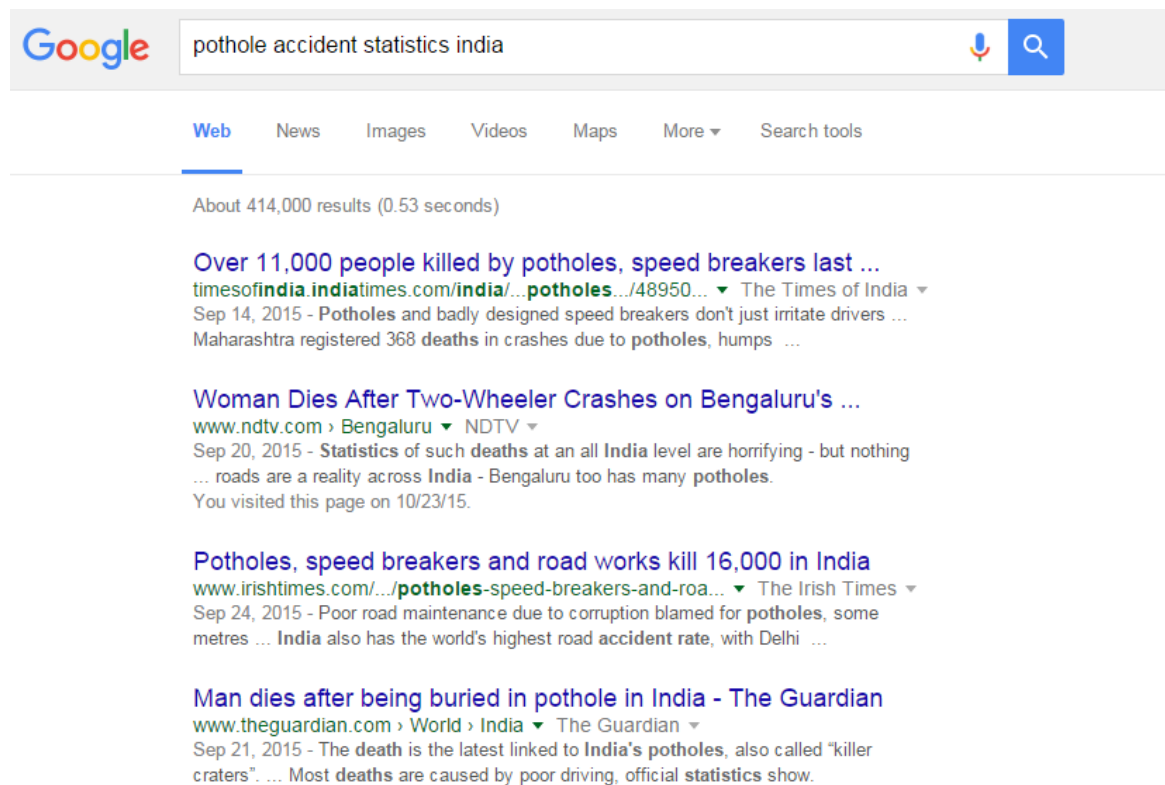 Google pothole accident statistics india
Web News Images Videos Maps More Search tools
About 414,000 results (0.53 seconds)
Over 11,000 people killed by potholes, speed breakers last ...
timesofindia.indiatimes.com/india/...potholes.../48950... The Times of India
Sep 14, 2015 - Potholes and badly designed speed breakers don't just irritate drivers ...
Maharashtra registered 368 deaths in crashes due to potholes, humps ...
Woman Dies After Two-Wheeler Crashes on Bengaluru's ...
www.ndtv.com › Bengaluru NDTV
Sep 20, 2015 - Statistics of such deaths at an all India level are horrifying - but nothing
... roads are a reality across India - Bengaluru too has many potholes.
You visited this page on 10/23/15.
Potholes, speed breakers and road works kill 16,000 in India
www.irishtimes.com/.../potholes-speed-breakers-and-roa... The Irish Times
Sep 24, 2015 - Poor road maintenance due to corruption blamed for potholes, some
metres ... India also has the world's highest road accident rate, with Delhi ...
Man dies after being buried in pothole in India - The Guardian
www.theguardian.com › World › India The Guardian
Sep 21, 2015 - The death is the latest linked to India's potholes, also called “killer
craters”. ... Most deaths are caused by poor driving, official statistics show.